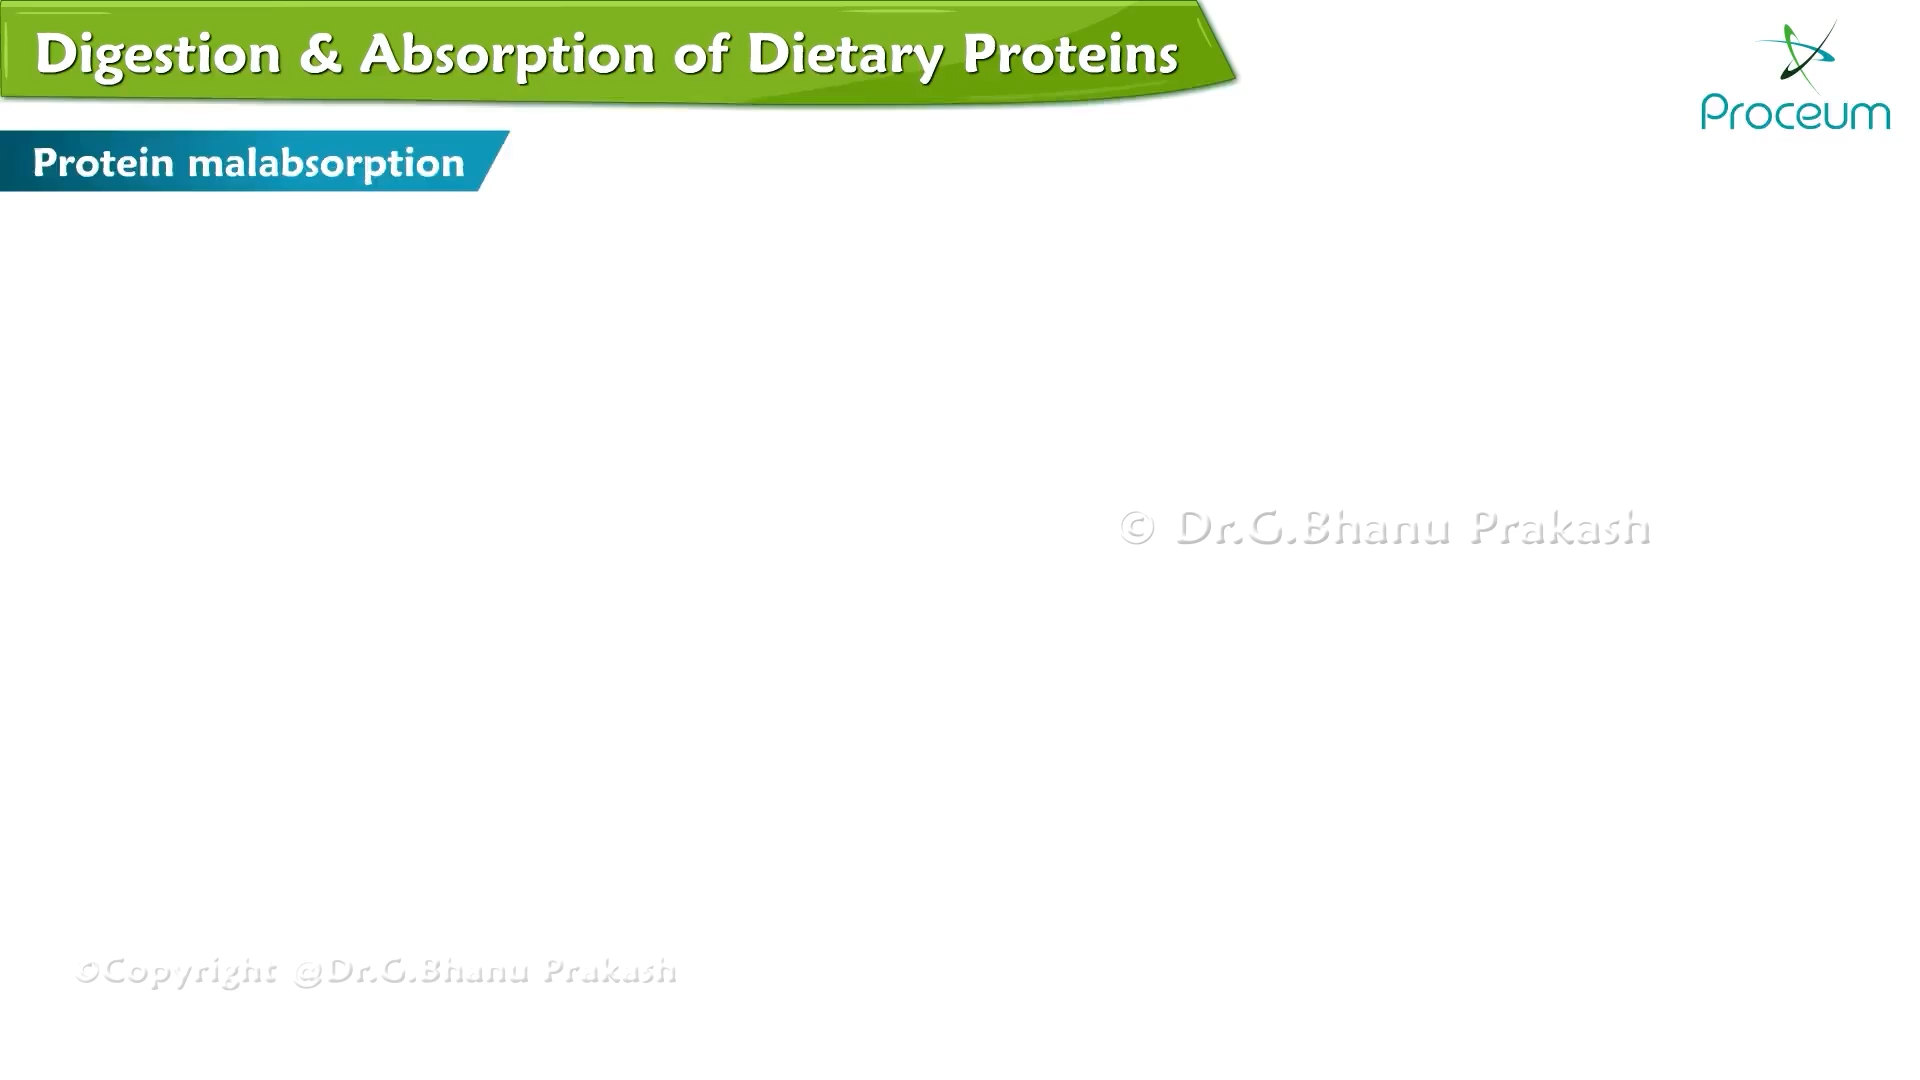 Digestion & Absorption of Dietary Proteins
Proceum
Protein malabsorption
© Dr.G.Bhanu Prakash
©Copyright @Dr.G.Bhanu Prakash